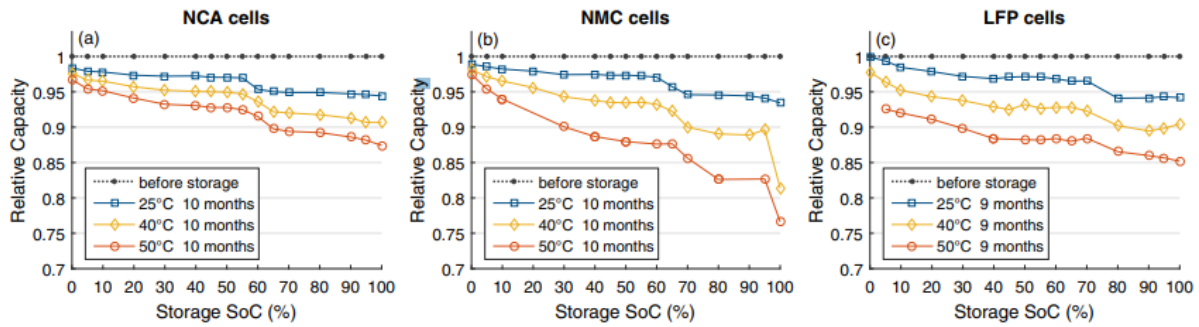 NCA cells
(a)
Relative Capacity
1
0.95
0.9
0.85
0.8
0.75
0.7
before storage
25°C 10 months
40°C 10 months
50°C 10 months
0 10 20 30 40 50 60 70 80 90 100
Storage SoC (%)
NMC cells
(b)
Relative Capacity
1
0.95
0.9
0.85
0.8
0.75
0.7
before storage
25°C 10 months
40°C 10 months
50°C 10 months
0 10 20 30 40 50 60 70 80 90 100
Storage SoC (%)
LFP cells
(c)
Relative Capacity
1
0.95
0.9
0.85
0.8
0.75
0.7
before storage
25°C 9 months
40°C 9 months
50°C 9 months
0 10 20 30 40 50 60 70 80 90 100
Storage SoC (%)